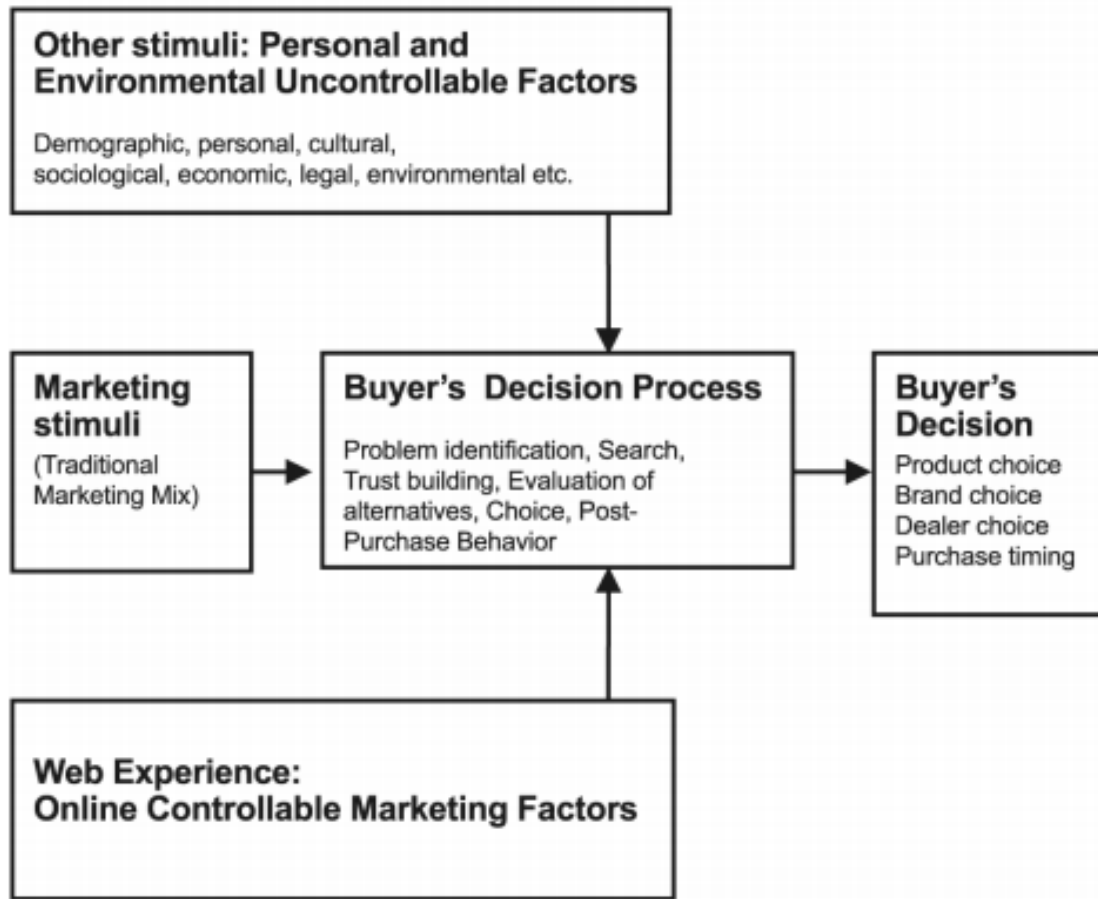 Other stimuli: Personal and
Environmental Uncontrollable Factors
Demographic, personal, cultural,
sociological, economic, legal, environmental etc.
Marketing
stimuli
(Traditional
Marketing Mix)
Buyer's Decision Process
Problem identification, Search,
Trust building, Evaluation of
alternatives, Choice, Post-
Purchase Behavior
Buyer's
Decision
Product choice
Brand choice
Dealer choice
Purchase timing
Web Experience:
Online Controllable Marketing Factors